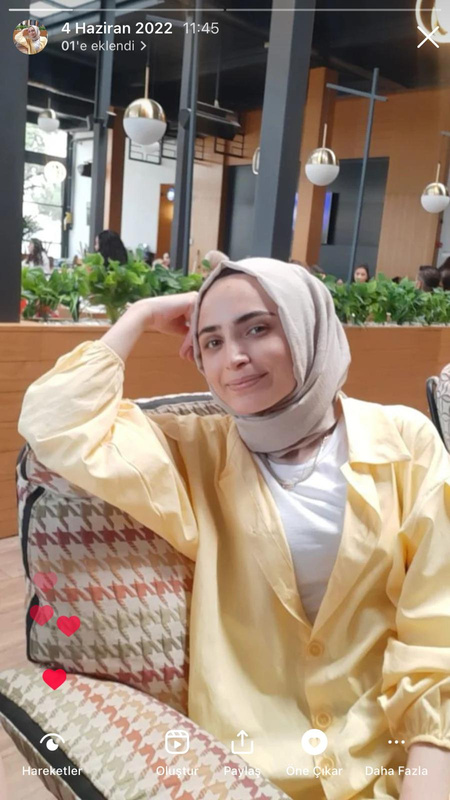 4 Haziran 2022 11:45
01'e eklendi >
Hareketler
Oluştur
Paylaş
Öne Çıkar
Daha Fazla